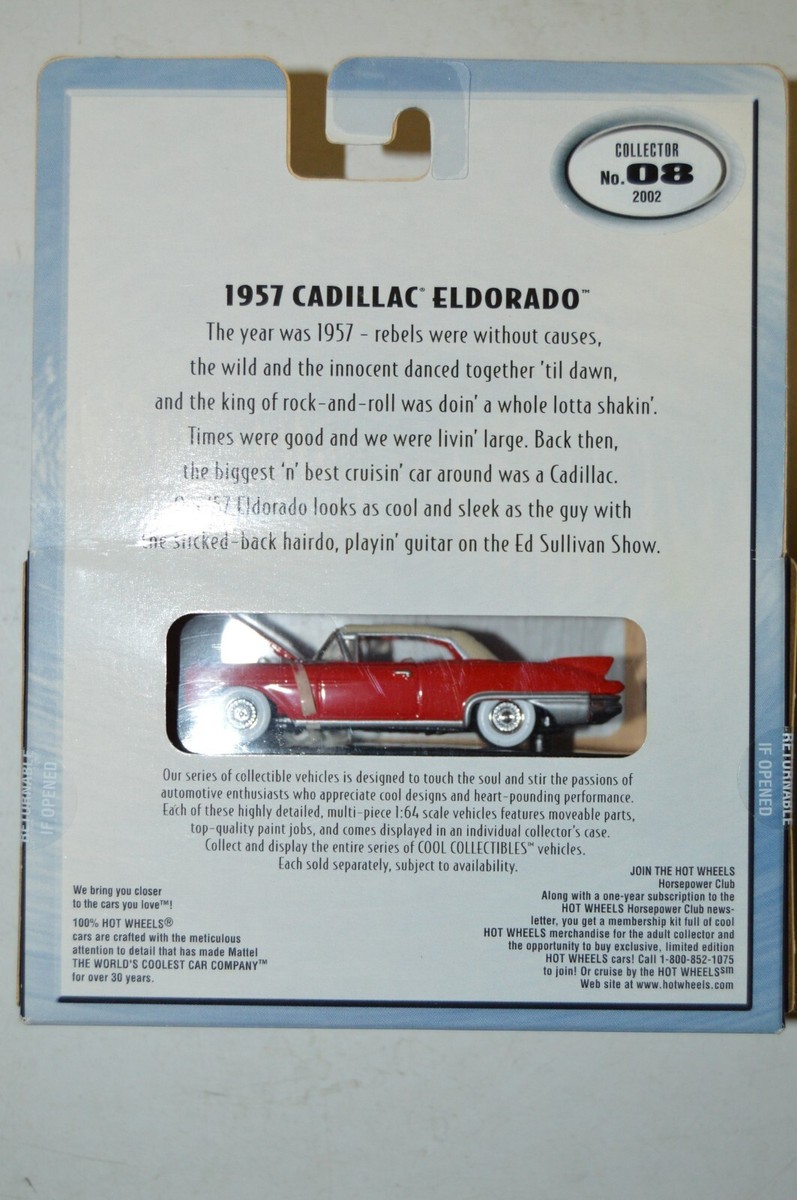 COLLECTOR
No. 08
2002
1957 CADILLAC® ELDORADO™
The year was 1957 – rebels were without causes,
the wild and the innocent danced together 'til dawn,
and the king of rock-and-roll was doin' a whole lotta shakin'.
Times were good and we were livin' large. Back then,
the biggest 'n' best cruisin' car around was a Cadillac.
'57 Eldorado looks as cool and sleek as the guy with
the slicked-back hairdo, playin' guitar on the Ed Sullivan Show.
Our series of collectible vehicles is designed to touch the soul and stir the passions of
automotive enthusiasts who appreciate cool designs and heart-pounding performance.
Each of these highly detailed, multi-piece 1:64 scale vehicles features moveable parts,
top-quality paint jobs, and comes displayed in an individual collector's case.
Collect and display the entire series of COOL COLLECTIBLES™ vehicles.
Each sold separately, subject to availability.
We bring you closer
to the cars you love™!
100% HOT WHEELS®
cars are crafted with the meticulous
attention to detail that has made Mattel
THE WORLD'S COOLEST CAR COMPANY™
for over 30 years.
JOIN THE HOT WHEELS
Horsepower Club
Along with a one-year subscription to the
HOT WHEELS Horsepower Club news-
letter, you get a membership kit full of cool
HOT WHEELS merchandise for the adult collector and
the opportunity to buy exclusive, limited edition
HOT WHEELS cars! Call 1-800-852-1075
to join! Or cruise by the HOT WHEELSsm
Web site at www.hotwheels.com
RETURNABLE
IF OPENED
RETURNABLE
IF OPENED